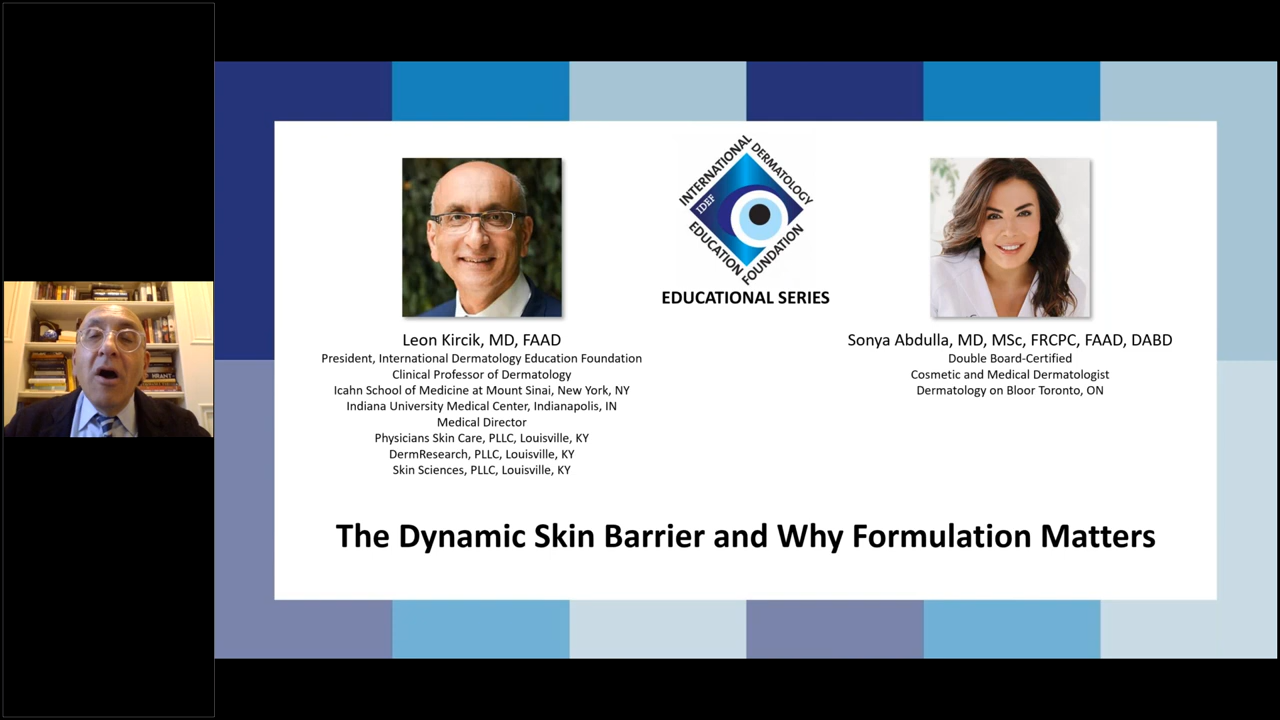 INTERNATIONAL
DERMATOLOGY
IDEF
EDUCATION
FOUNDATION
EDUCATIONAL SERIES
Leon Kircik, MD, FAAD
President, International Dermatology Education Foundation
Clinical Professor of Dermatology
Icahn School of Medicine at Mount Sinai, New York, NY
Indiana University Medical Center, Indianapolis, IN
Medical Director
Physicians Skin Care, PLLC, Louisville, KY
DermResearch, PLLC, Louisville, KY
Skin Sciences, PLLC, Louisville, KY
Sonya Abdulla, MD, MSc, FRCPC, FAAD, DABD
Double Board-Certified
Cosmetic and Medical Dermatologist
Dermatology on Bloor Toronto, ON
The Dynamic Skin Barrier and Why Formulation Matters